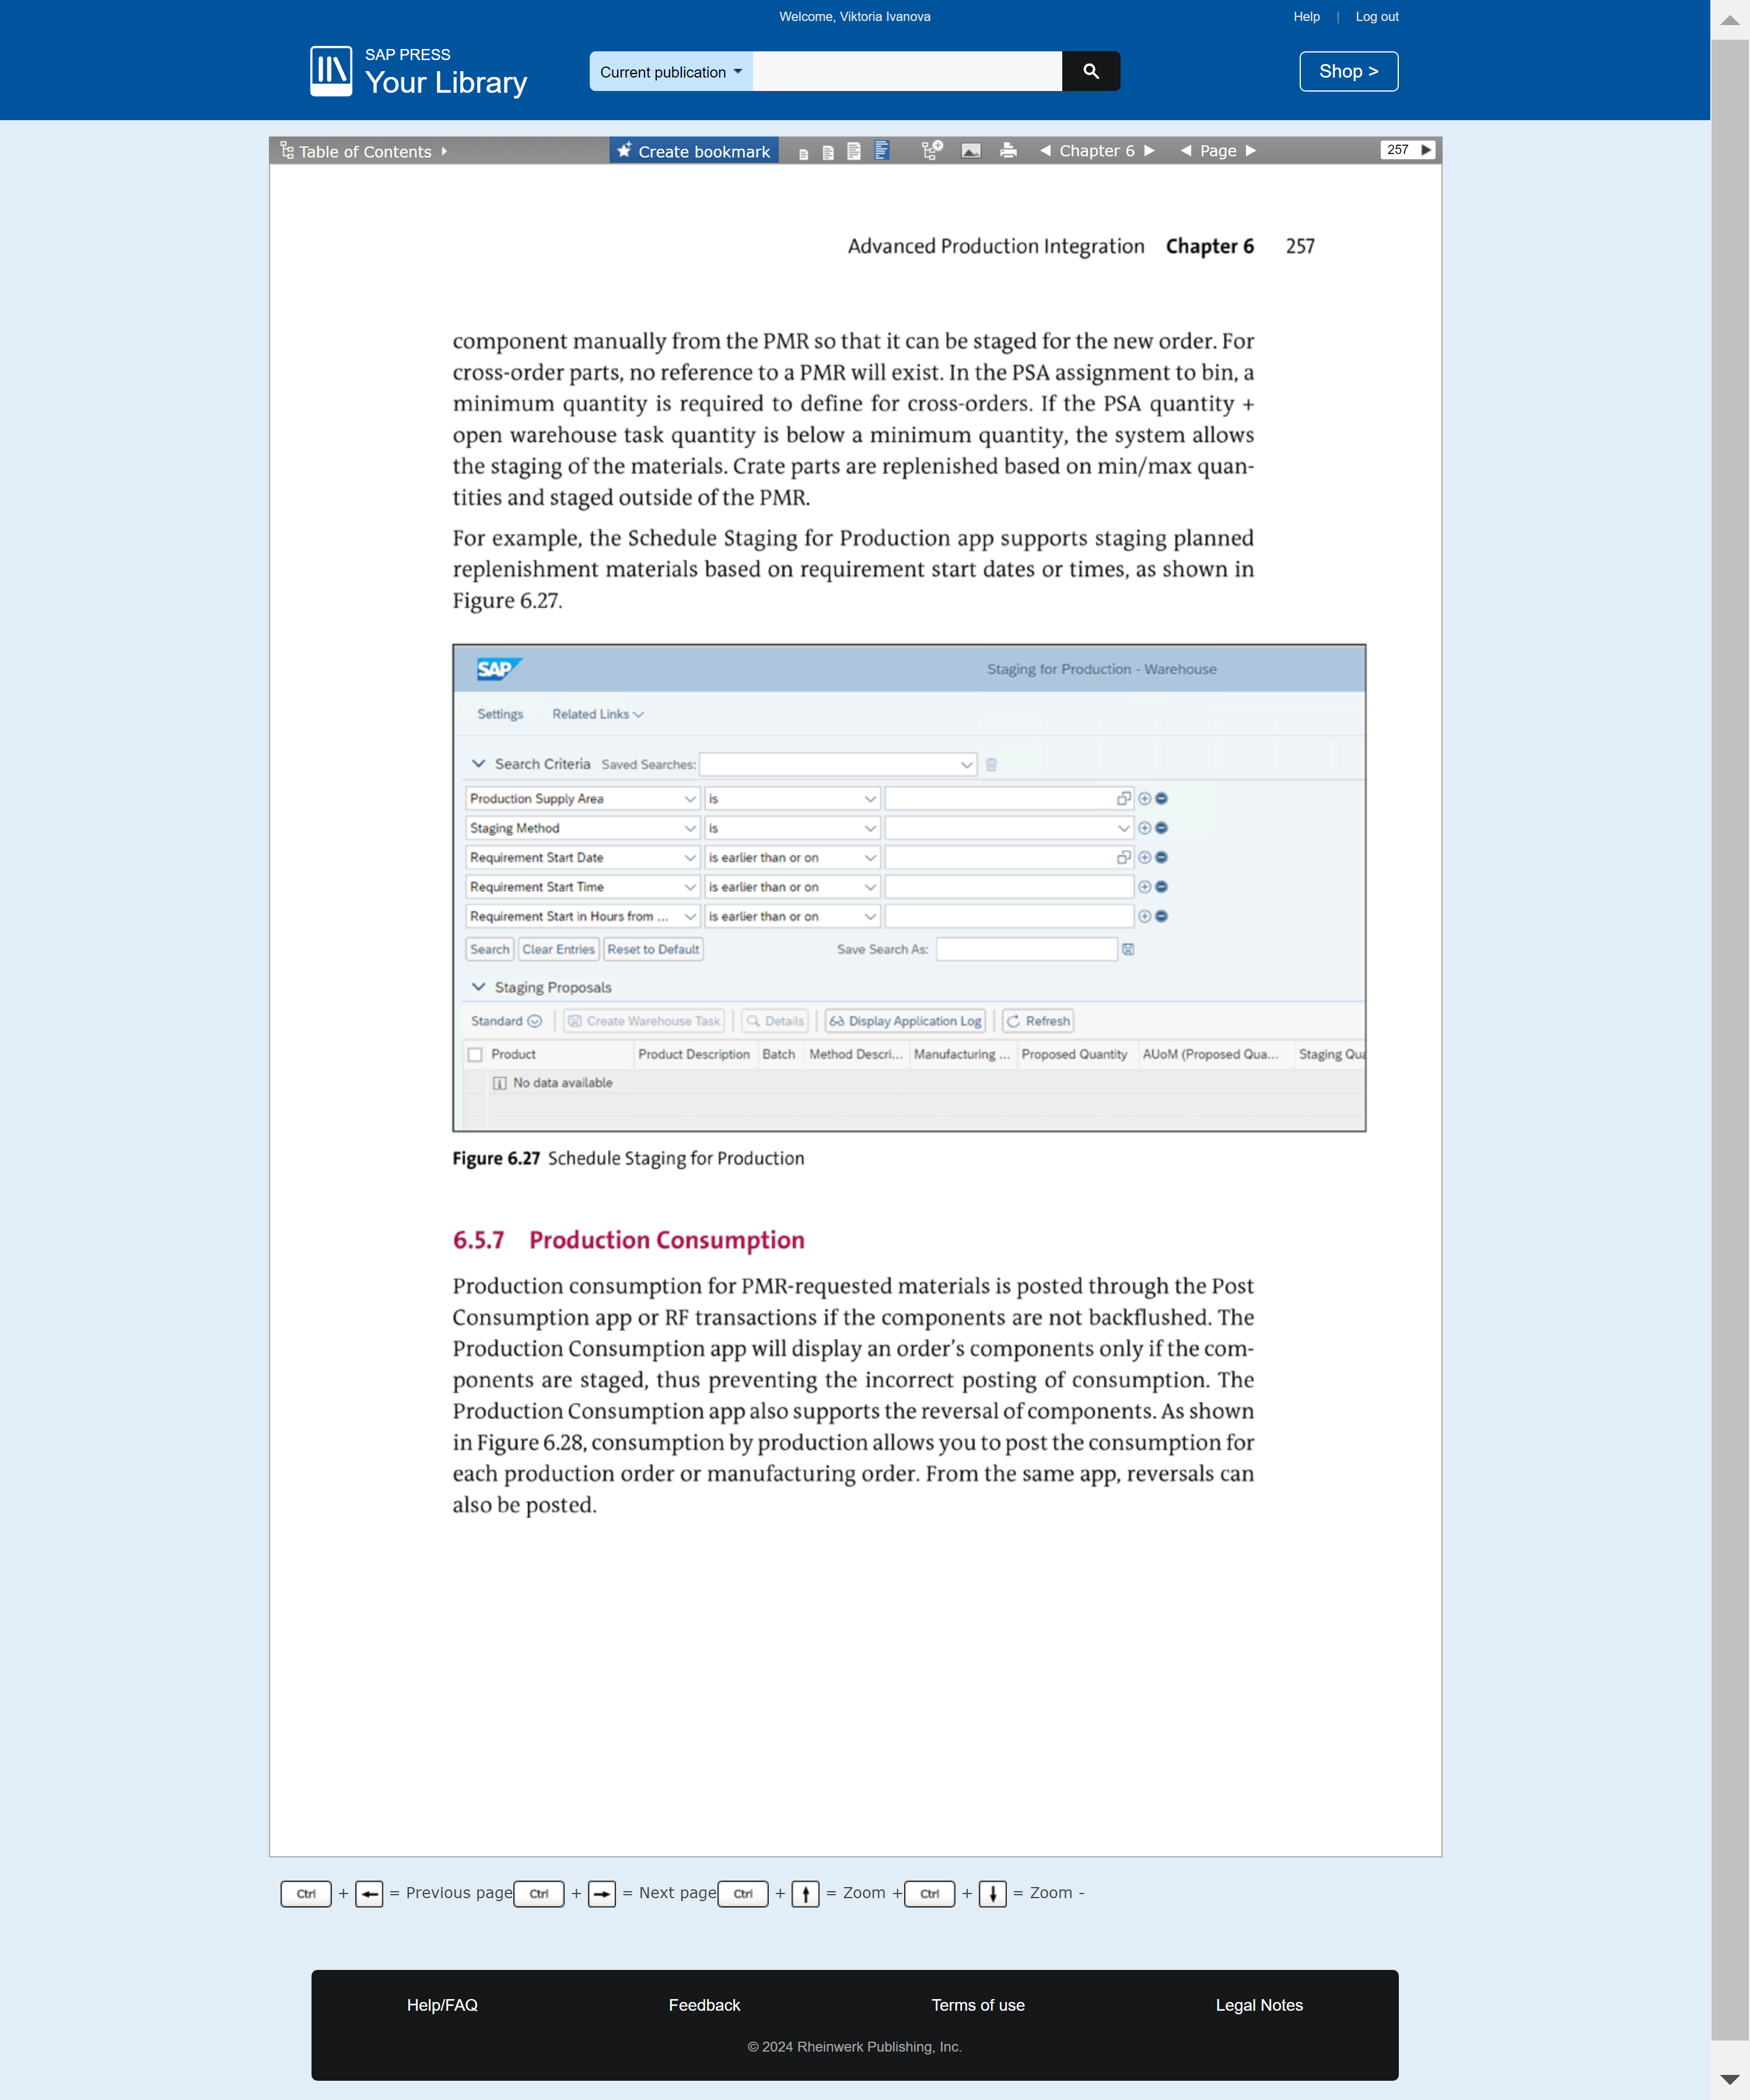 Welcome, Viktoria Ivanova
Help | Log out
SAP PRESS
Your Library
Current publication
Shop >
Table of Contents
Create bookmark
Chapter 6
Page
257
Advanced Production Integration Chapter 6 257
component manually from the PMR so that it can be staged for the new order. For
cross-order parts, no reference to a PMR will exist. In the PSA assignment to bin, a
minimum quantity is required to define for cross-orders. If the PSA quantity +
open warehouse task quantity is below a minimum quantity, the system allows
the staging of the materials. Crate parts are replenished based on min/max quan-
tities and staged outside of the PMR.
For example, the Schedule Staging for Production app supports staging planned
replenishment materials based on requirement start dates or times, as shown in
Figure 6.27.
SAP
Staging for Production - Warehouse
Settings Related Links
Search Criteria Saved Searches:
Production Supply Area is
Staging Method is
Requirement Start Date is earlier than or on
Requirement Start Time is earlier than or on
Requirement Start in Hours from ... is earlier than or on
Search Clear Entries Reset to Default Save Search As:
Staging Proposals
Standard Create Warehouse Task Details Display Application Log Refresh
Product Product Description Batch Method Descri... Manufacturing ... Proposed Quantity AUoM (Proposed Qua... Staging Qua
No data available
Figure 6.27 Schedule Staging for Production
6.5.7 Production Consumption
Production consumption for PMR-requested materials is posted through the Post
Consumption app or RF transactions if the components are not backflushed. The
Production Consumption app will display an order's components only if the com-
ponents are staged, thus preventing the incorrect posting of consumption. The
Production Consumption app also supports the reversal of components. As shown
in Figure 6.28, consumption by production allows you to post the consumption for
each production order or manufacturing order. From the same app, reversals can
also be posted.
Ctrl + ← = Previous page Ctrl + → = Next page Ctrl + ↑ = Zoom + Ctrl + ↓ = Zoom -
Help/FAQ Feedback Terms of use Legal Notes
© 2024 Rheinwerk Publishing, Inc.